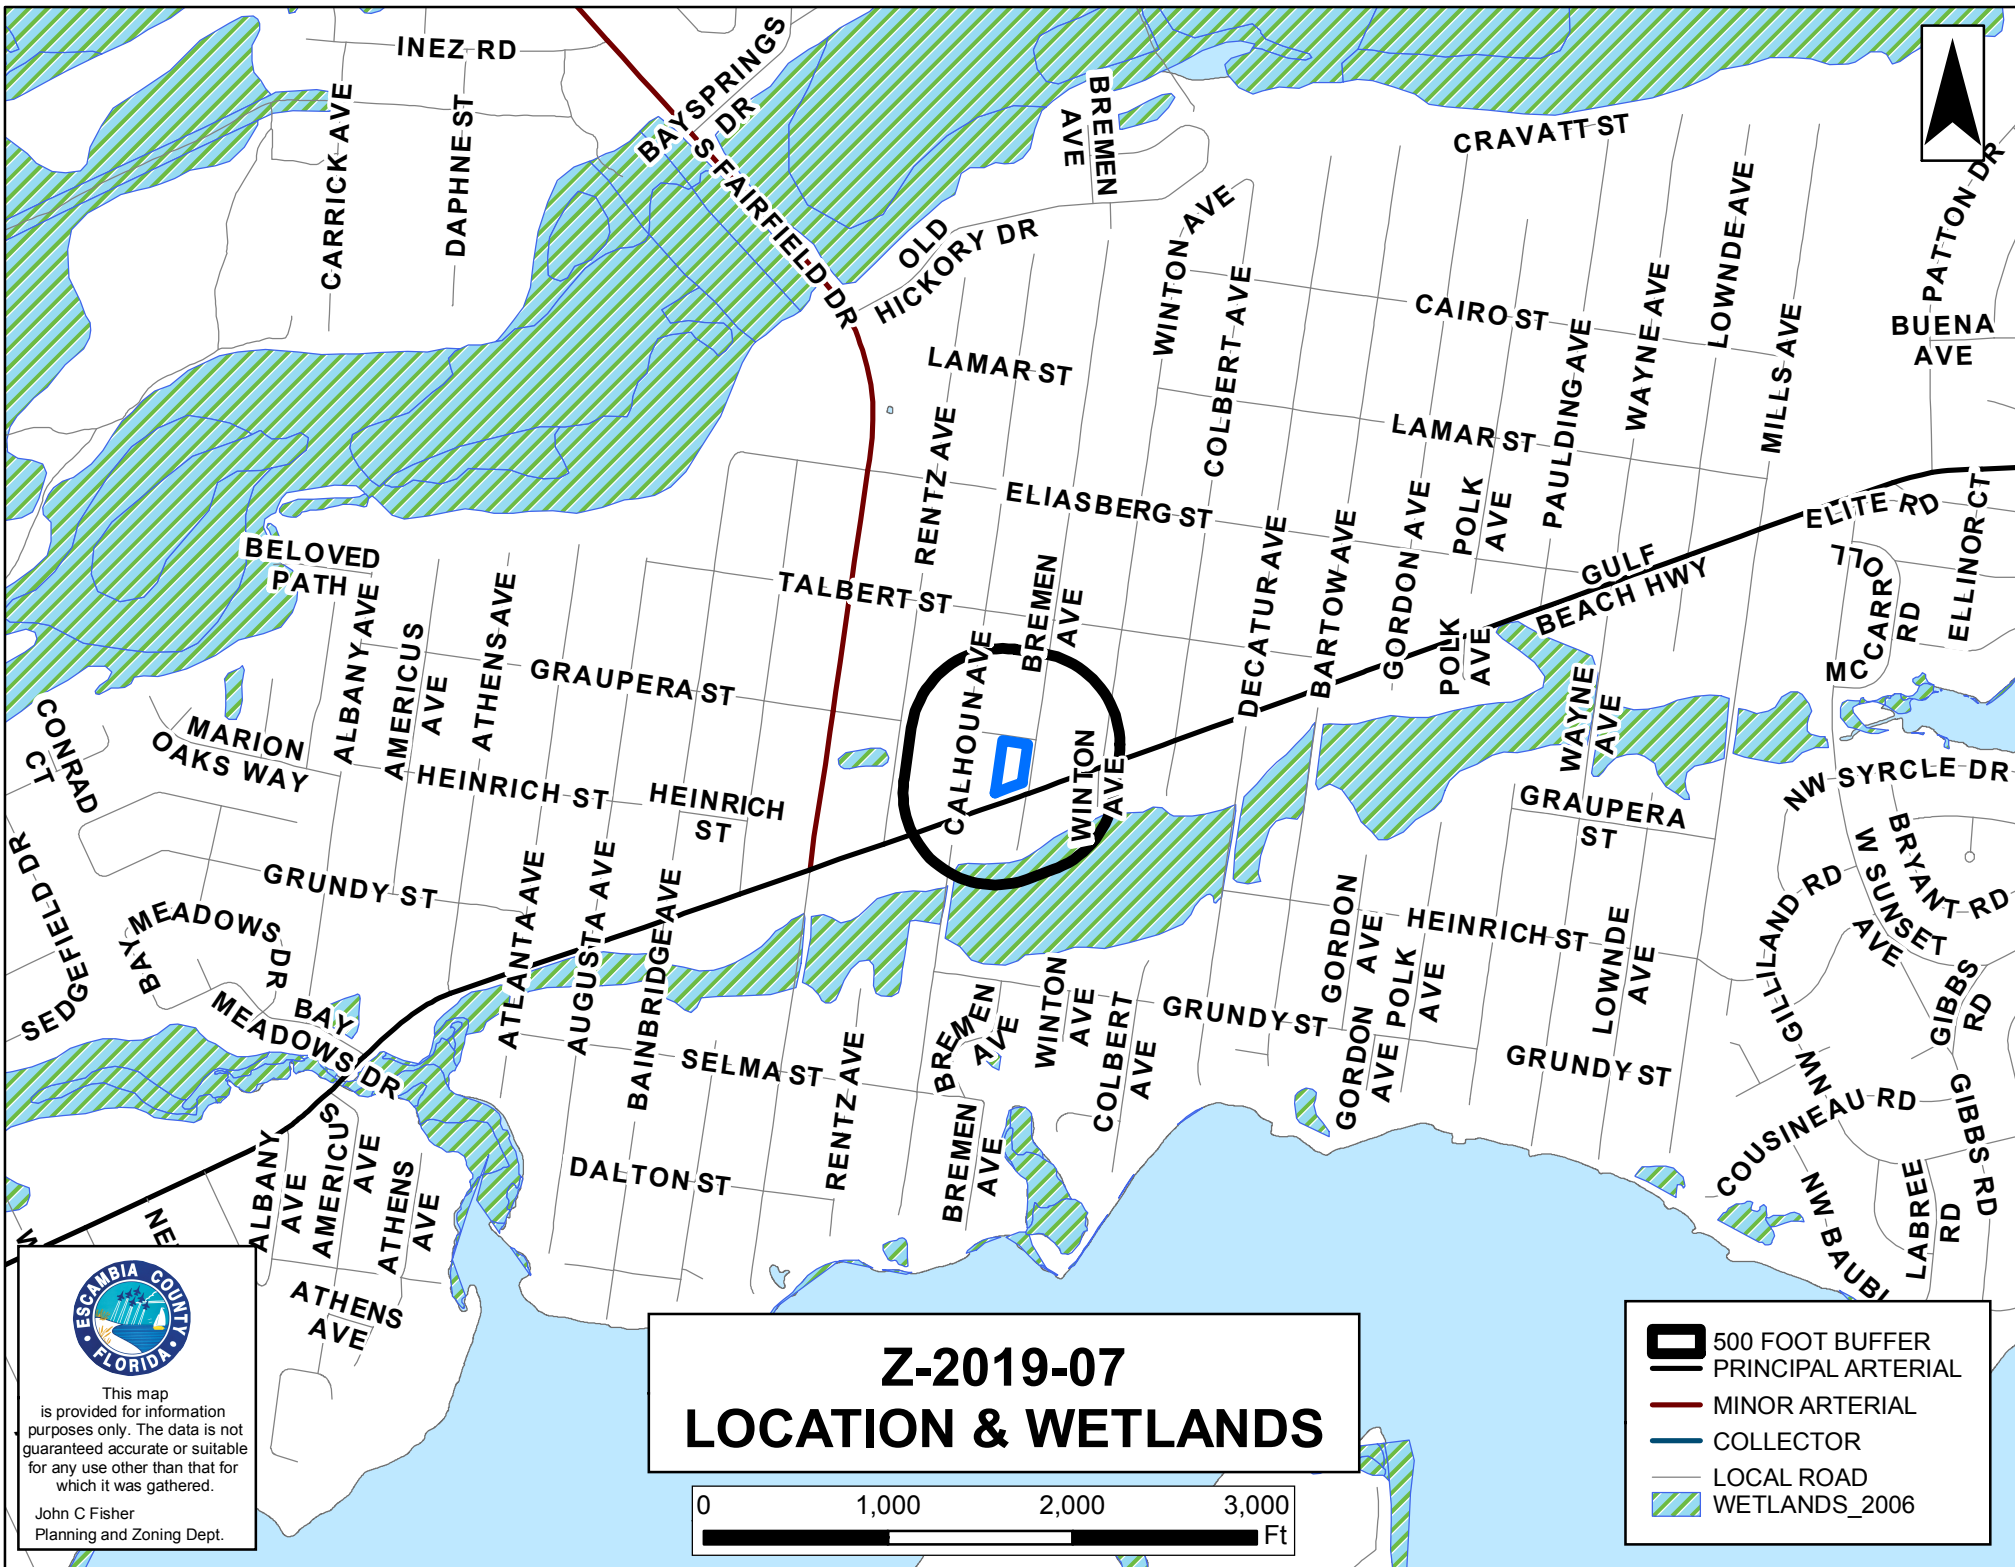 INEZ RD
BAYSPRINGS
DR
CARRICK AVE
DAPHNE ST
S FAIRFIELD DR
BREMEN
AVE
CRAVATT ST
PATTON DR
OLD
HICKORY DR
WINTON AVE
COLBERT AVE
CAIRO ST
LOWNDE AVE
WAYNE AVE
BUENA
AVE
LAMAR ST
PAULDING AVE
MILLS AVE
LAMAR ST
RENTZ AVE
ELIASBERG ST
GORDON AVE
POLK
AVE
ELITE RD
ELLINOR CT
BELOVED
PATH
TALBERT ST
BREMEN
AVE
DECATUR AVE
BARTOW AVE
GULF
BEACH HWY
MCCARROLL
RD
ALBANY AVE
AMERICUS
AVE
ATHENS AVE
GRAUPERA ST
CALHOUN AVE
POLK
AVE
WAYNE
AVE
CONRAD
CT
MARION
OAKS WAY
HEINRICH ST
HEINRICH
ST
WINTON
AVE
GRAUPERA
ST
NW SYRCLE DR
SEDGEFIELD DR
GRUNDY ST
BAY MEADOWS DR
ATLANTA AVE
AUGUSTA AVE
BAINBRIDGE AVE
GORDON
AVE
HEINRICH ST
LOWNDE
AVE
NW GILLILAND RD
W SUNSET
AVE
BRYANT RD
BAY
MEADOWS DR
SELMA ST
RENTZ AVE
BREMEN
AVE
WINTON
AVE
COLBERT
AVE
GRUNDY ST
GORDON
AVE
POLK
AVE
GRUNDY ST
GIBBS
RD
COUSINEAU RD
GIBBS RD
ALBANY
AVE
AMERICUS
AVE
ATHENS
AVE
DALTON ST
BREMEN
AVE
NW BAUBI
LABREE
RD
W
NE
ATHENS
AVE
ESCAMBIA COUNTY
FLORIDA
This map
is provided for information
purposes only. The data is not
guaranteed accurate or suitable
for any use other than that for
which it was gathered.
John C Fisher
Planning and Zoning Dept.
Z-2019-07
LOCATION & WETLANDS
0 1,000 2,000 3,000
Ft
500 FOOT BUFFER
PRINCIPAL ARTERIAL
MINOR ARTERIAL
COLLECTOR
LOCAL ROAD
WETLANDS_2006